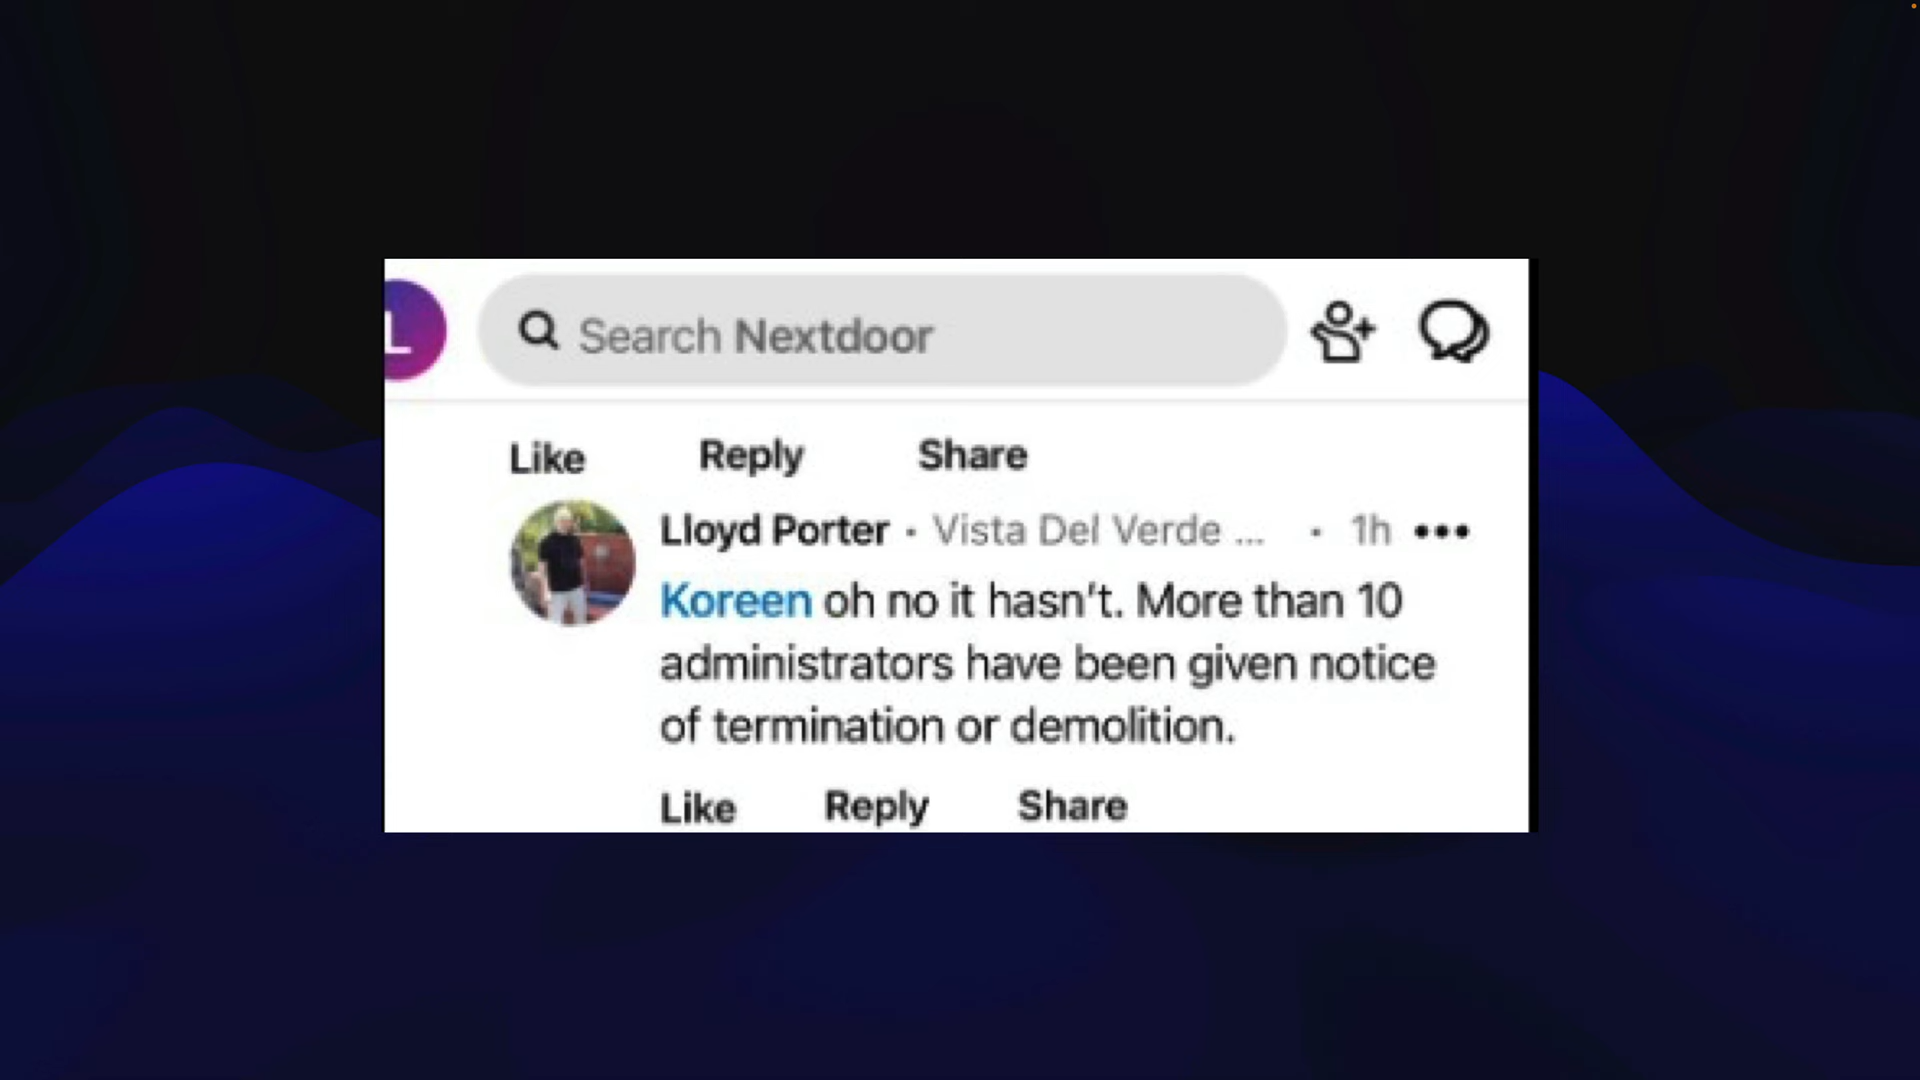 L
Search Nextdoor
Like Reply Share
Lloyd Porter · Vista Del Verde ... · 1h •••
Koreen oh no it hasn't. More than 10
administrators have been given notice
of termination or demolition.
Like Reply Share